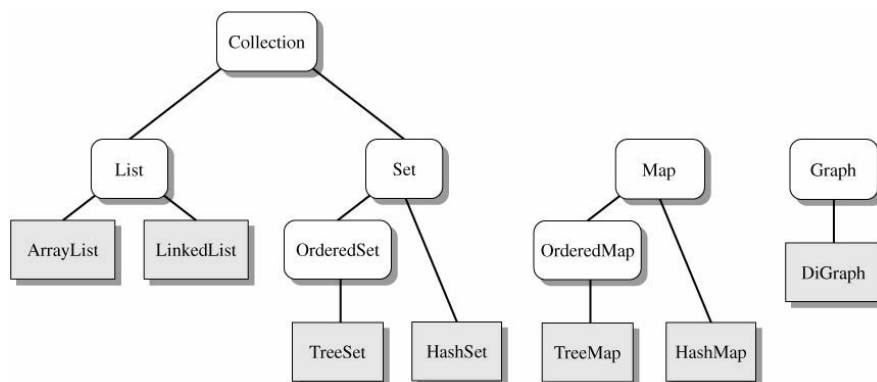 Collection
List
Set
Map
Graph
ArrayList
LinkedList
OrderedSet
OrderedMap
DiGraph
TreeSet
HashSet
TreeMap
HashMap